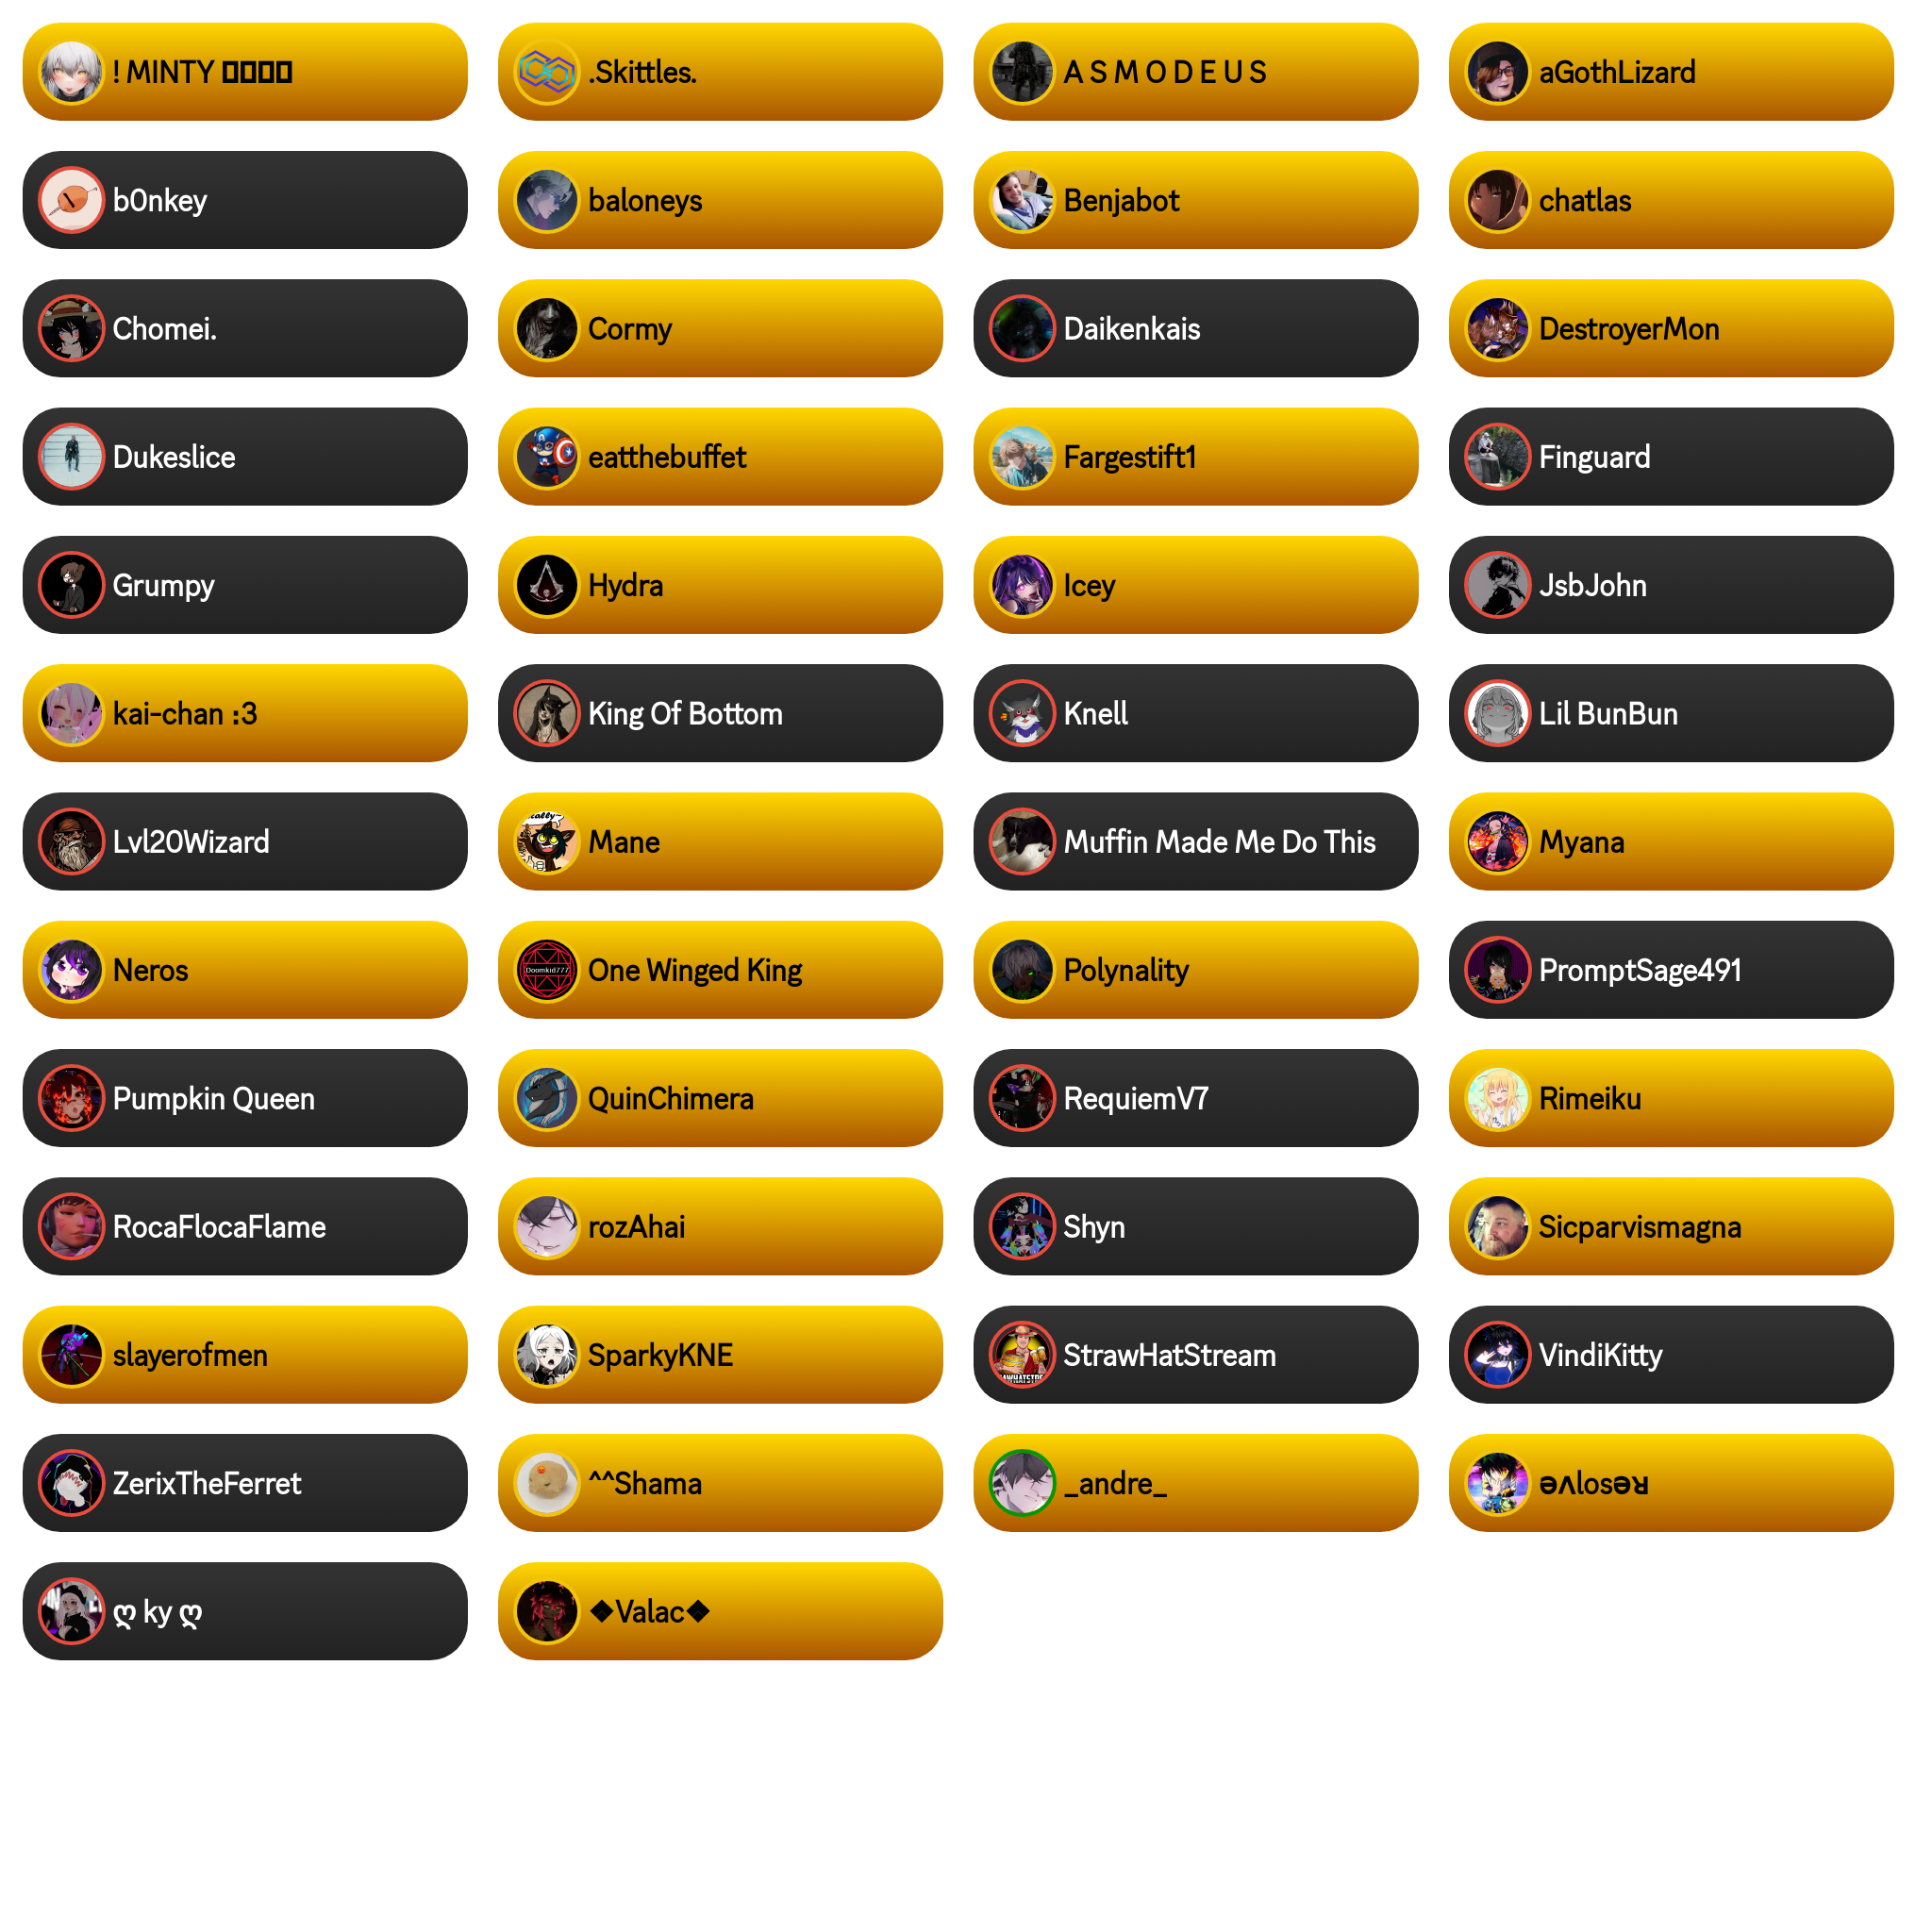 ! MINTY
.Skittles.
A S M O D E U S
aGothLizard
b0nkey
baloneys
Benjabot
chatlas
Chomei.
Cormy
Daikenkais
DestroyerMon
Dukeslice
eatthebuffet
Fargestift1
Finguard
Grumpy
Hydra
Icey
JsbJohn
kai-chan :3
King Of Bottom
Knell
Lil BunBun
Lvl20Wizard
Mane
Muffin Made Me Do This
Myana
Neros
Doomkid777
One Winged King
Polynality
PromptSage491
Pumpkin Queen
QuinChimera
RequiemV7
Rimeiku
RocaFlocaFlame
rozAhai
Shyn
Sicparvismagna
slayerofmen
SparkyKNE
StrawHatStream
VindiKitty
ZerixTheFerret
^^Shama
_andre_
ɘʌlosɘʁ
ღ ky ღ
❖Valac❖